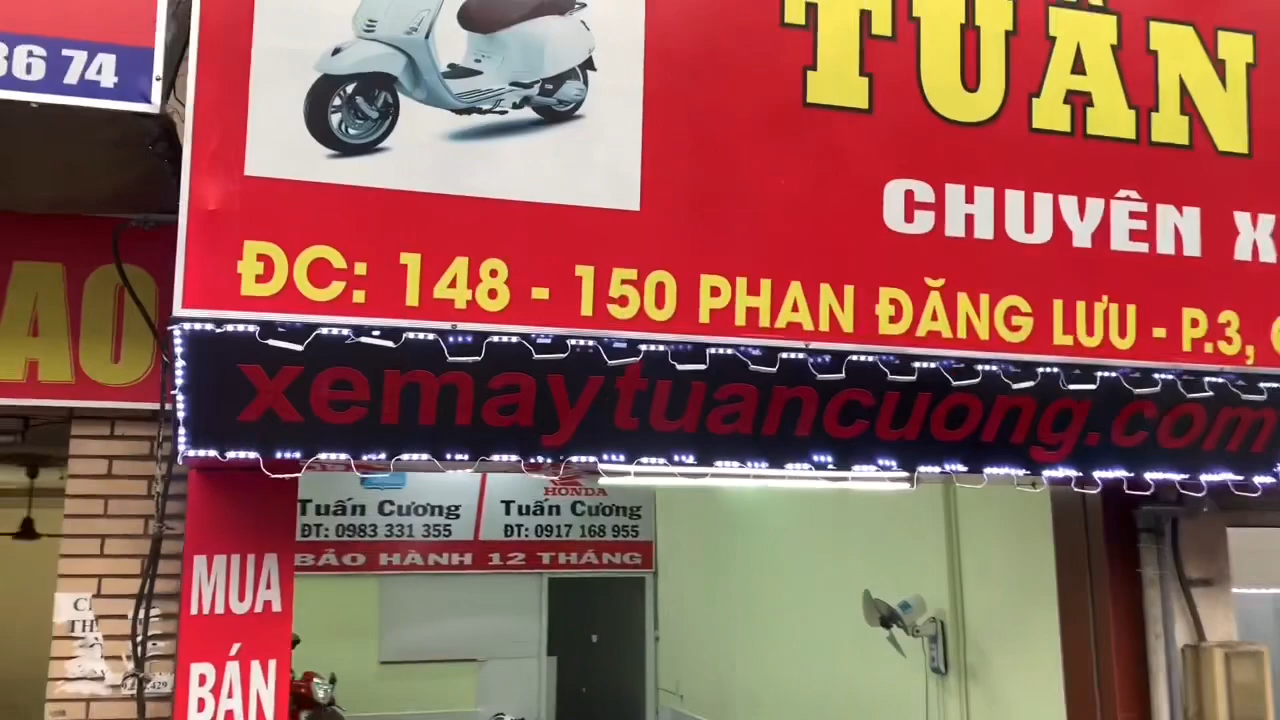 36 74
TUẤN
CHUYÊN X
ĐC: 148 - 150 PHAN ĐĂNG LƯU - P.3,
AO
xemaytuancuong.com
HONDA
Tuấn Cương
ĐT: 0983 331 355
Tuấn Cương
ĐT: 0917 168 955
BẢO HÀNH 12 THÁNG
MUA
BÁN